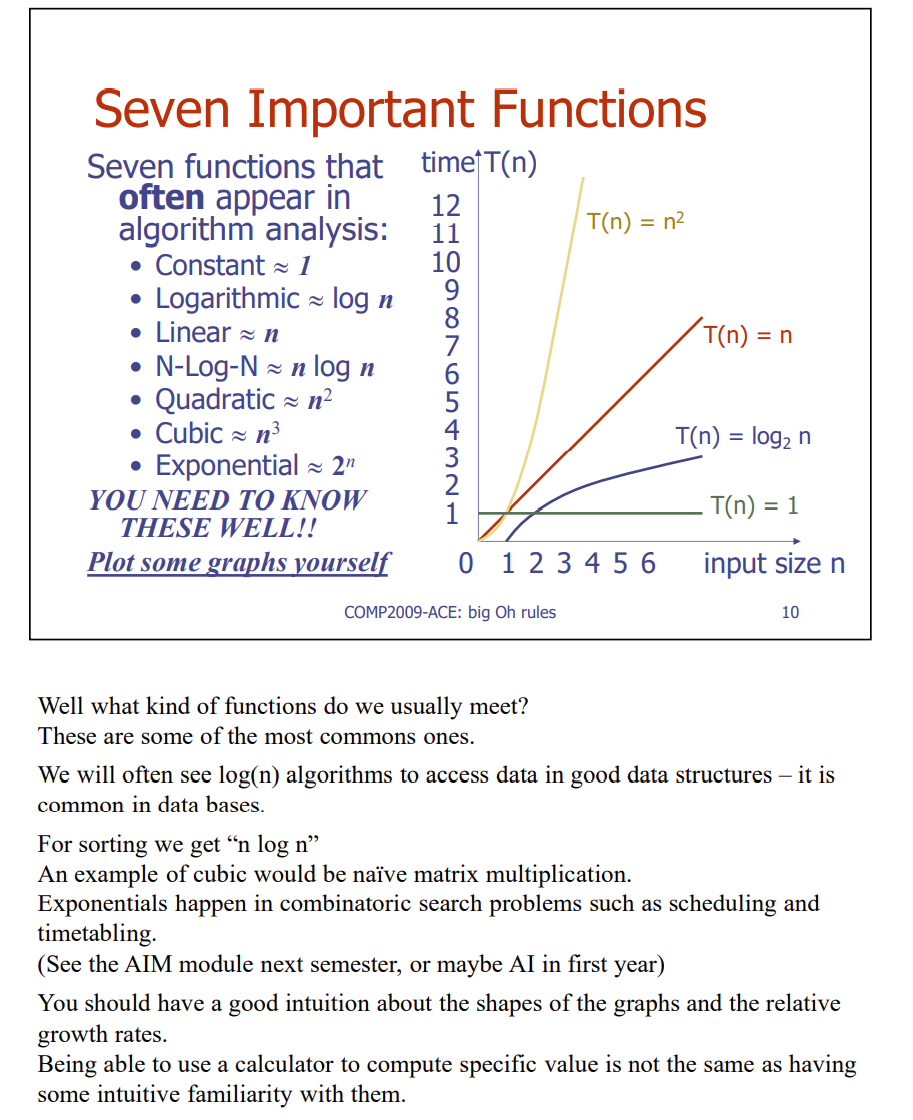 Seven Important Functions
Seven functions that
often appear in
algorithm analysis:
• Constant ≈ 1
• Logarithmic ≈ log n
• Linear ≈ n
• N-Log-N ≈ n log n
• Quadratic ≈ n²
• Cubic ≈ n³
• Exponential ≈ 2ⁿ
YOU NEED TO KNOW
THESE WELL!!
Plot some graphs yourself
time T(n)
12
11
10
9
8
7
6
5
4
3
2
1
T(n) = n²
T(n) = n
T(n) = log₂ n
T(n) = 1
0 1 2 3 4 5 6 input size n
COMP2009-ACE: big Oh rules 10
Well what kind of functions do we usually meet?
These are some of the most commons ones.
We will often see log(n) algorithms to access data in good data structures – it is
common in data bases.
For sorting we get “n log n”
An example of cubic would be naïve matrix multiplication.
Exponentials happen in combinatoric search problems such as scheduling and
timetabling.
(See the AIM module next semester, or maybe AI in first year)
You should have a good intuition about the shapes of the graphs and the relative
growth rates.
Being able to use a calculator to compute specific value is not the same as having
some intuitive familiarity with them.